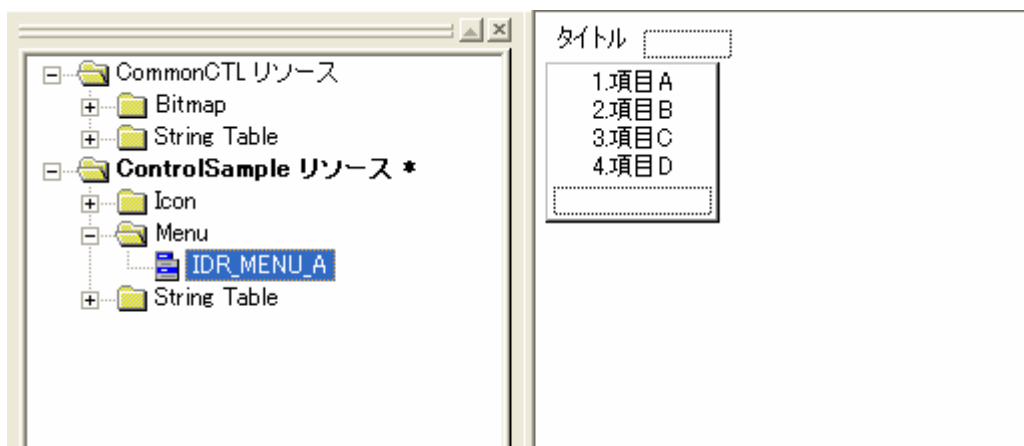 CommonCTL リソース
Bitmap
String Table
ControlSample リソース *
Icon
Menu
IDR_MENU_A
String Table
タイトル
1.項目A
2.項目B
3.項目C
4.項目D